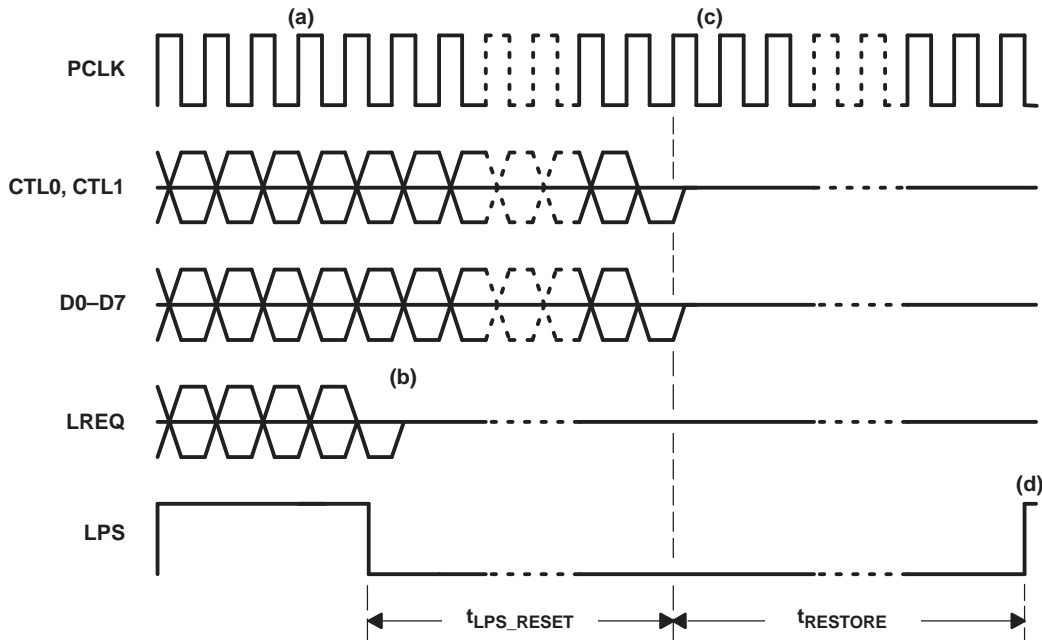 (a)
(c)
PCLK
CTL0, CTL1
D0–D7
(b)
LREQ
(d)
LPS
tLPS_RESET
tRESTORE